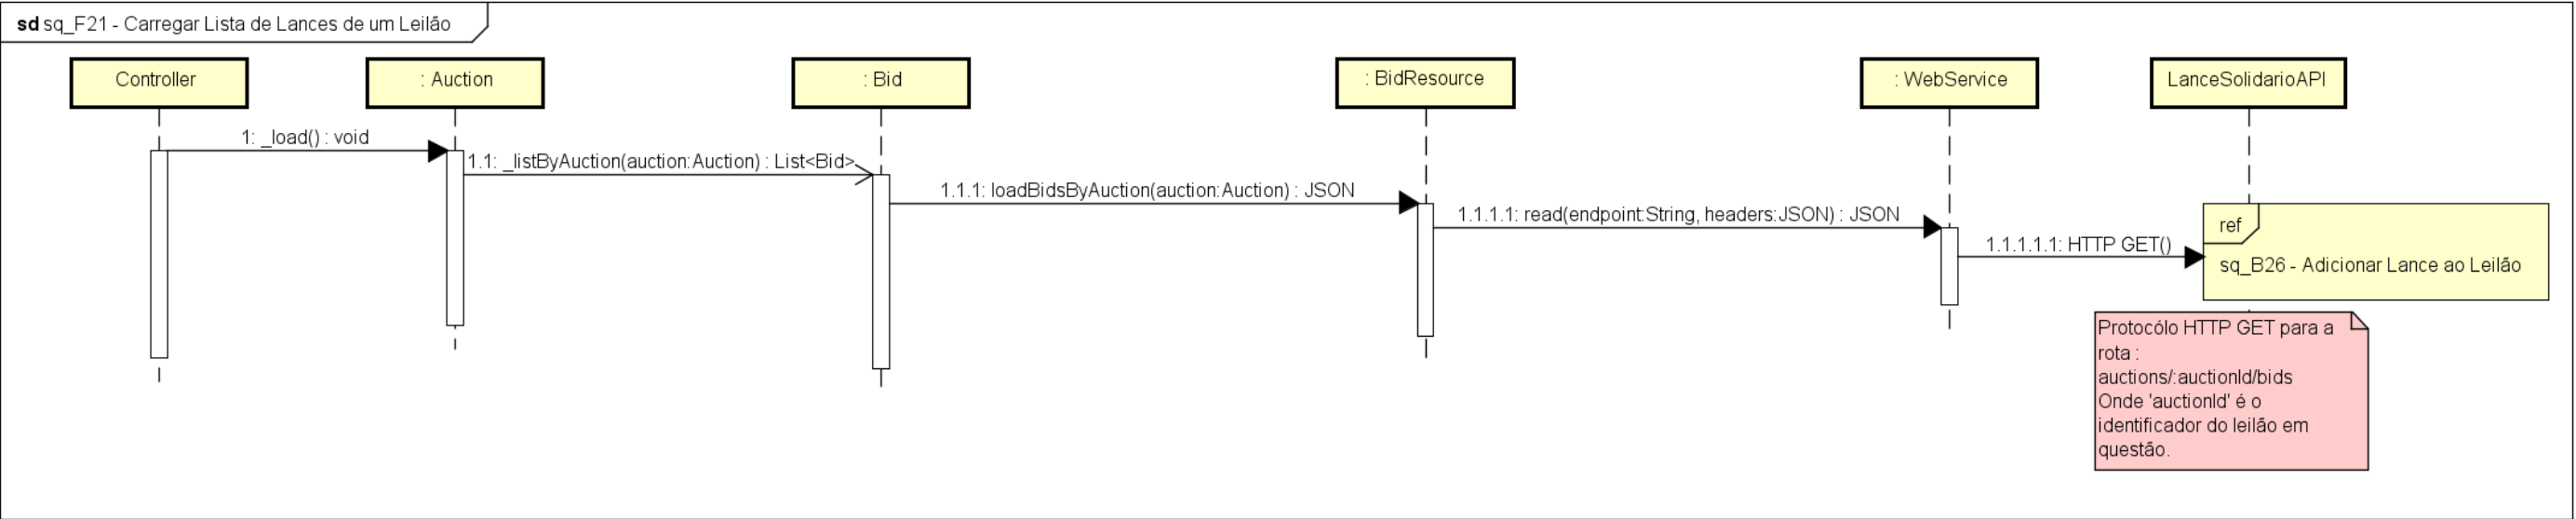 sd sq_F21 - Carregar Lista de Lances de um Leilão
Controller
: Auction
: Bid
: BidResource
: WebService
LanceSolidarioAPI
1: _load() : void
1.1: _listByAuction(auction:Auction) : List<Bid>
1.1.1: loadBidsByAuction(auction:Auction) : JSON
1.1.1.1: read(endpoint:String, headers:JSON) : JSON
1.1.1.1.1: HTTP GET()
ref
sq_B26 - Adicionar Lance ao Leilão
Protocólo HTTP GET para a
rota :
auctions/:auctionId/bids
Onde 'auctionId' é o
identificador do leilão em
questão.